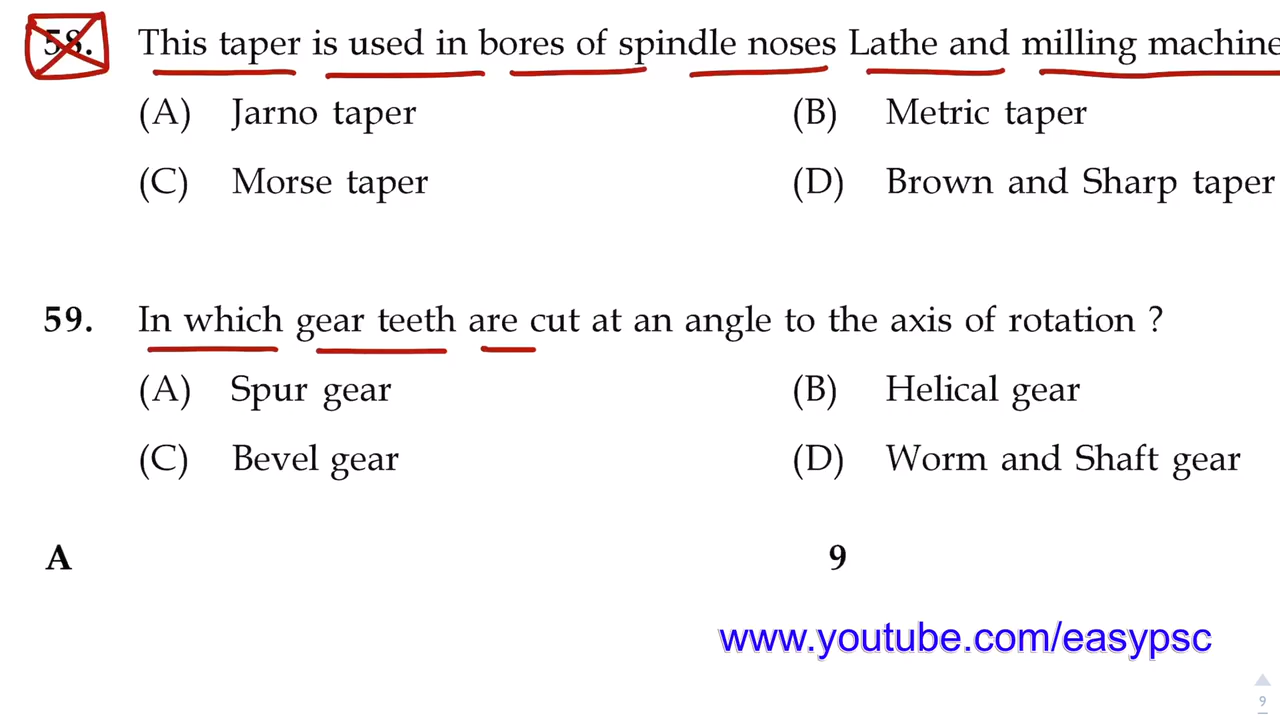 58. This taper is used in bores of spindle noses Lathe and milling machine
(A) Jarno taper (B) Metric taper
(C) Morse taper (D) Brown and Sharp taper
59. In which gear teeth are cut at an angle to the axis of rotation ?
(A) Spur gear (B) Helical gear
(C) Bevel gear (D) Worm and Shaft gear
A 9
www.youtube.com/easypsc
9